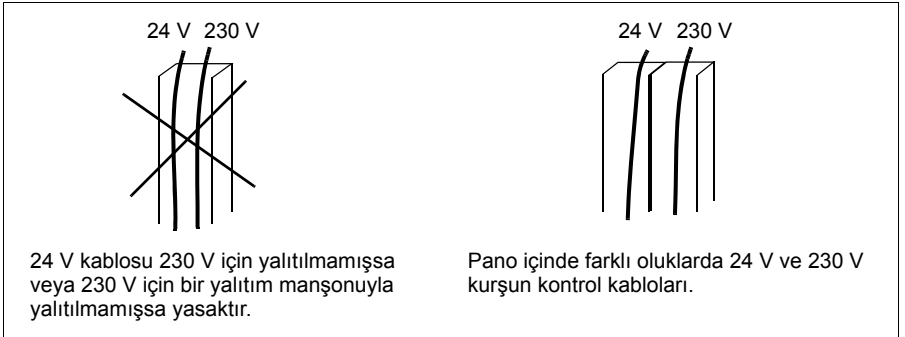 24 V 230 V
24 V kablosu 230 V için yalıtılmamışsa
veya 230 V için bir yalıtım manşonuyla
yalıtılmamışsa yasaktır.
24 V 230 V
Pano içinde farklı oluklarda 24 V ve 230 V
kurşun kontrol kabloları.